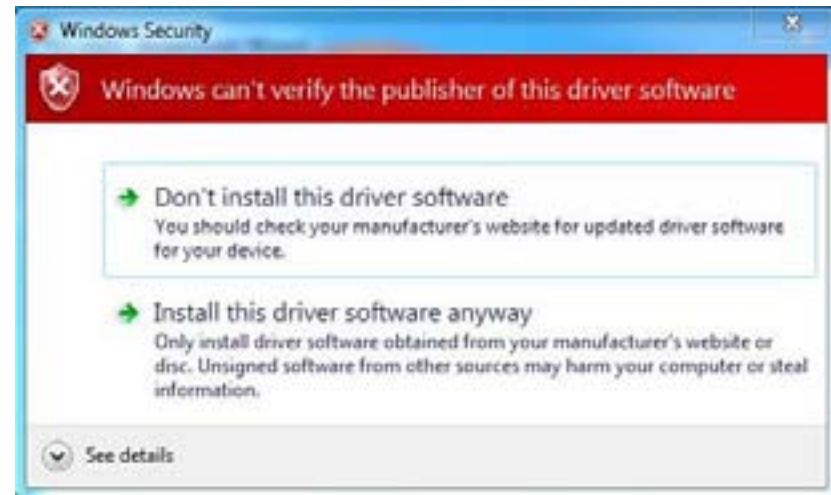 Windows Security
Windows can't verify the publisher of this driver software
Don't install this driver software
You should check your manufacturer's website for updated driver software
for your device.
Install this driver software anyway
Only install driver software obtained from your manufacturer's website or
disc. Unsigned software from other sources may harm your computer or steal
information.
See details